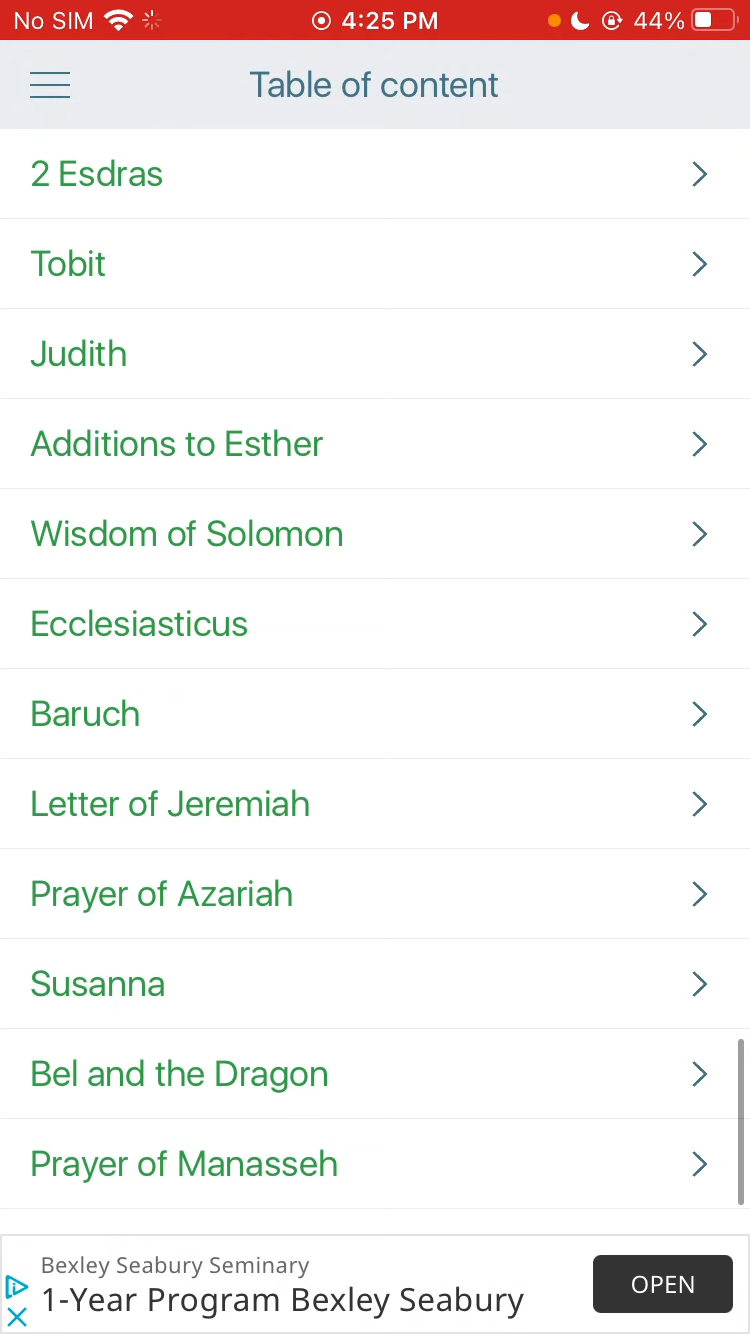 No SIM 4:25 PM 44%
Table of content
2 Esdras
Tobit
Judith
Additions to Esther
Wisdom of Solomon
Ecclesiasticus
Baruch
Letter of Jeremiah
Prayer of Azariah
Susanna
Bel and the Dragon
Prayer of Manasseh
Bexley Seabury Seminary
1-Year Program Bexley Seabury
OPEN